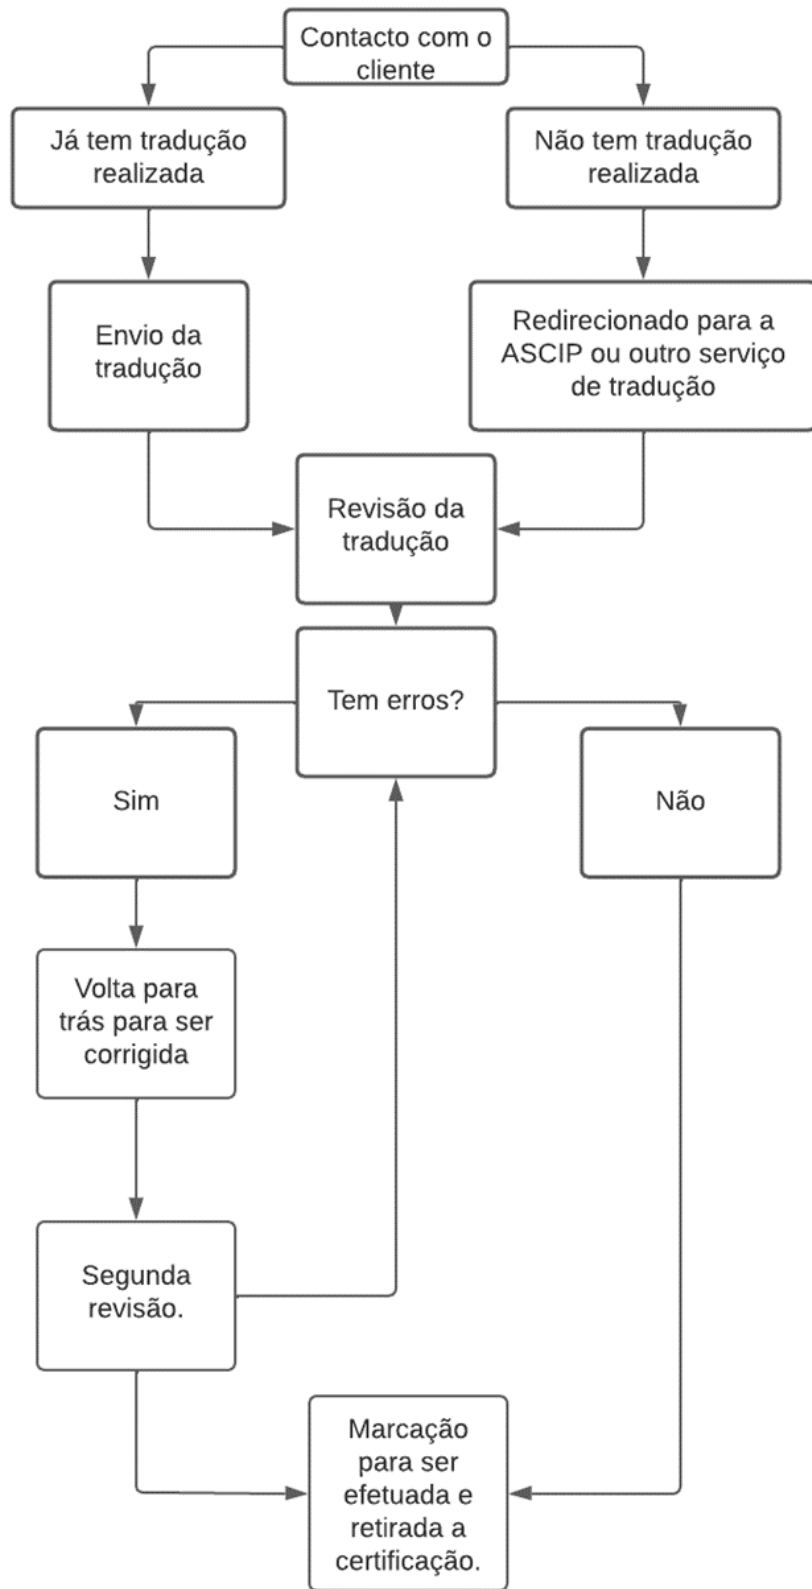 Contacto com o
cliente
Já tem tradução
realizada
Não tem tradução
realizada
Envio da
tradução
Redirecionado para a
ASCIP ou outro serviço
de tradução
Revisão da
tradução
Tem erros?
Sim
Não
Volta para
trás para ser
corrigida
Segunda
revisão.
Marcação
para ser
efetuada e
retirada a
certificação.